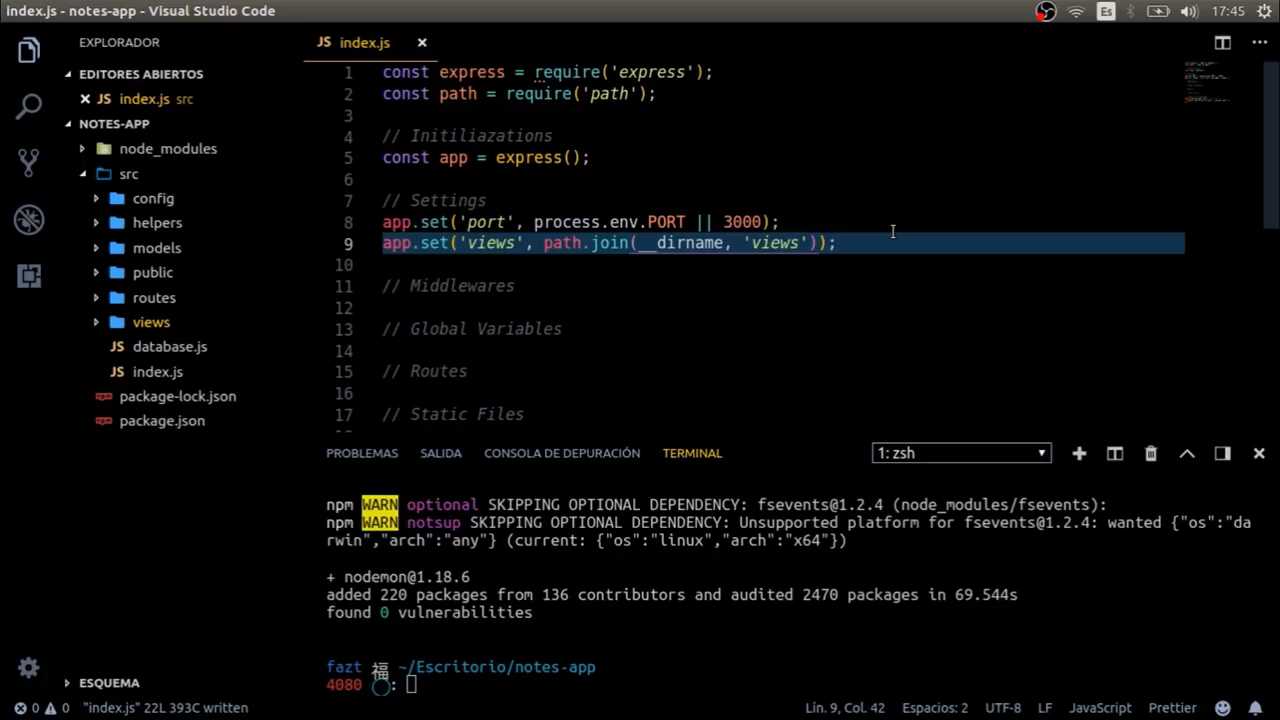 index.js - notes-app - Visual Studio Code
Es
17:45
EXPLORADOR
EDITORES ABIERTOS
JS index.js src
NOTES-APP
node_modules
src
config
helpers
models
public
routes
views
JS database.js
JS index.js
package-lock.json
package.json
ESQUEMA
JS index.js
1 const express = require('express');
2 const path = require('path');
3
4 // Initiliazations
5 const app = express();
6
7 // Settings
8 app.set('port', process.env.PORT || 3000);
9 app.set('views', path.join(__dirname, 'views'));
10
11 // Middlewares
12
13 // Global Variables
14
15 // Routes
16
17 // Static Files
PROBLEMAS SALIDA CONSOLA DE DEPURACIÓN TERMINAL 1: zsh
npm WARN optional SKIPPING OPTIONAL DEPENDENCY: fsevents@1.2.4 (node_modules/fsevents):
npm WARN notsup SKIPPING OPTIONAL DEPENDENCY: Unsupported platform for fsevents@1.2.4: wanted {"os":"da
rwin","arch":"any"} (current: {"os":"linux","arch":"x64"})
+ nodemon@1.18.6
added 220 packages from 136 contributors and audited 2470 packages in 69.544s
found 0 vulnerabilities
fazt 福 ~/Escritorio/notes-app
4080 :
0 0 "index.js" 22L 393C written Lín. 9, Col. 42 Espacios: 2 UTF-8 LF JavaScript Prettier